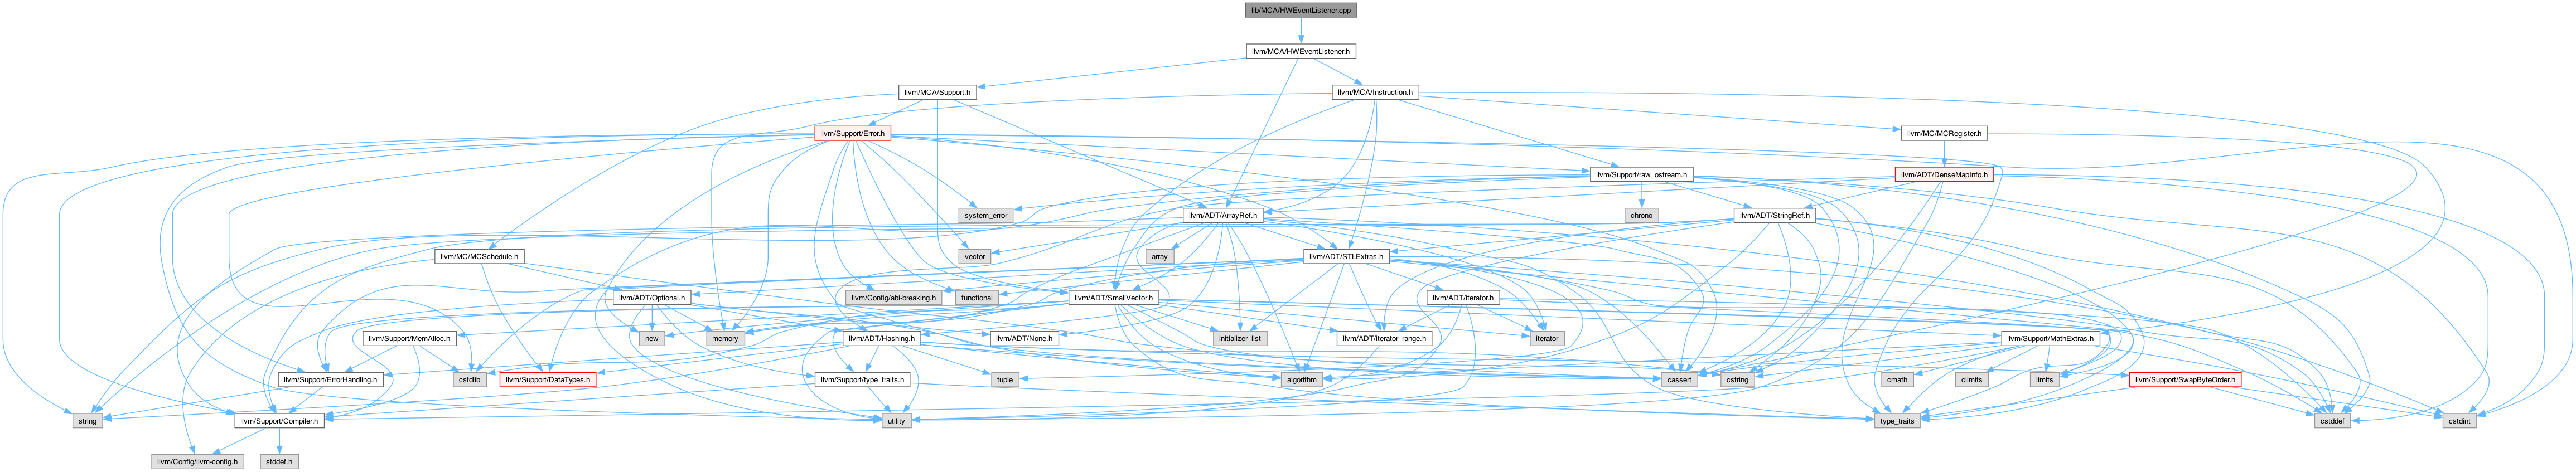 lib/MCA/HWEventListener.cpp
llvm/MCA/HWEventListener.h
llvm/MCA/Support.h
llvm/MCA/Instruction.h
llvm/Support/Error.h
llvm/MC/MCRegister.h
llvm/Support/raw_ostream.h
llvm/ADT/DenseMapInfo.h
system_error
llvm/ADT/ArrayRef.h
chrono
llvm/ADT/StringRef.h
llvm/MC/MCSchedule.h
vector
array
llvm/ADT/STLExtras.h
llvm/ADT/Optional.h
llvm/Config/abi-breaking.h
functional
llvm/ADT/SmallVector.h
llvm/ADT/iterator.h
llvm/Support/MemAlloc.h
new
memory
llvm/ADT/Hashing.h
llvm/ADT/None.h
initializer_list
llvm/ADT/iterator_range.h
iterator
llvm/Support/MathExtras.h
llvm/Support/ErrorHandling.h
cstdlib
llvm/Support/DataTypes.h
llvm/Support/type_traits.h
tuple
algorithm
cassert
cstring
cmath
climits
limits
llvm/Support/SwapByteOrder.h
string
llvm/Support/Compiler.h
utility
type_traits
cstddef
cstdint
llvm/Config/llvm-config.h
stddef.h